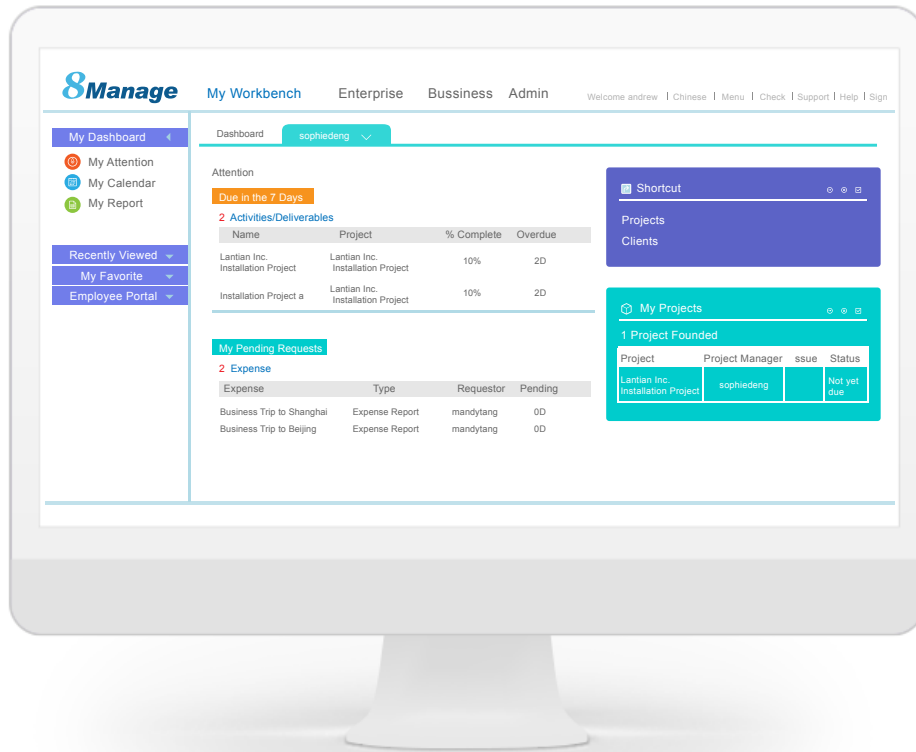 8Manage
My Workbench Enterprise Bussiness Admin
Welcome andrew | Chinese | Menu | Check | Support | Help | Sign
My Dashboard
My Attention
My Calendar
My Report
Recently Viewed
My Favorite
Employee Portal
Dashboard sophiedeng
Attention
Due in the 7 Days
2 Activities/Deliverables
Name Project % Complete Overdue
Lantian Inc. Lantian Inc.
Installation Project Installation Project 10% 2D
Installation Project a Lantian Inc. 10% 2D
Installation Project
My Pending Requests
2 Expense
Expense Type Requestor Pending
Business Trip to Shanghai Expense Report mandytang 0D
Business Trip to Beijing Expense Report mandytang 0D
Shortcut
Projects
Clients
My Projects
1 Project Founded
Project Project Manager ssue Status
Lantian Inc. sophiedeng Not yet
Installation Project due